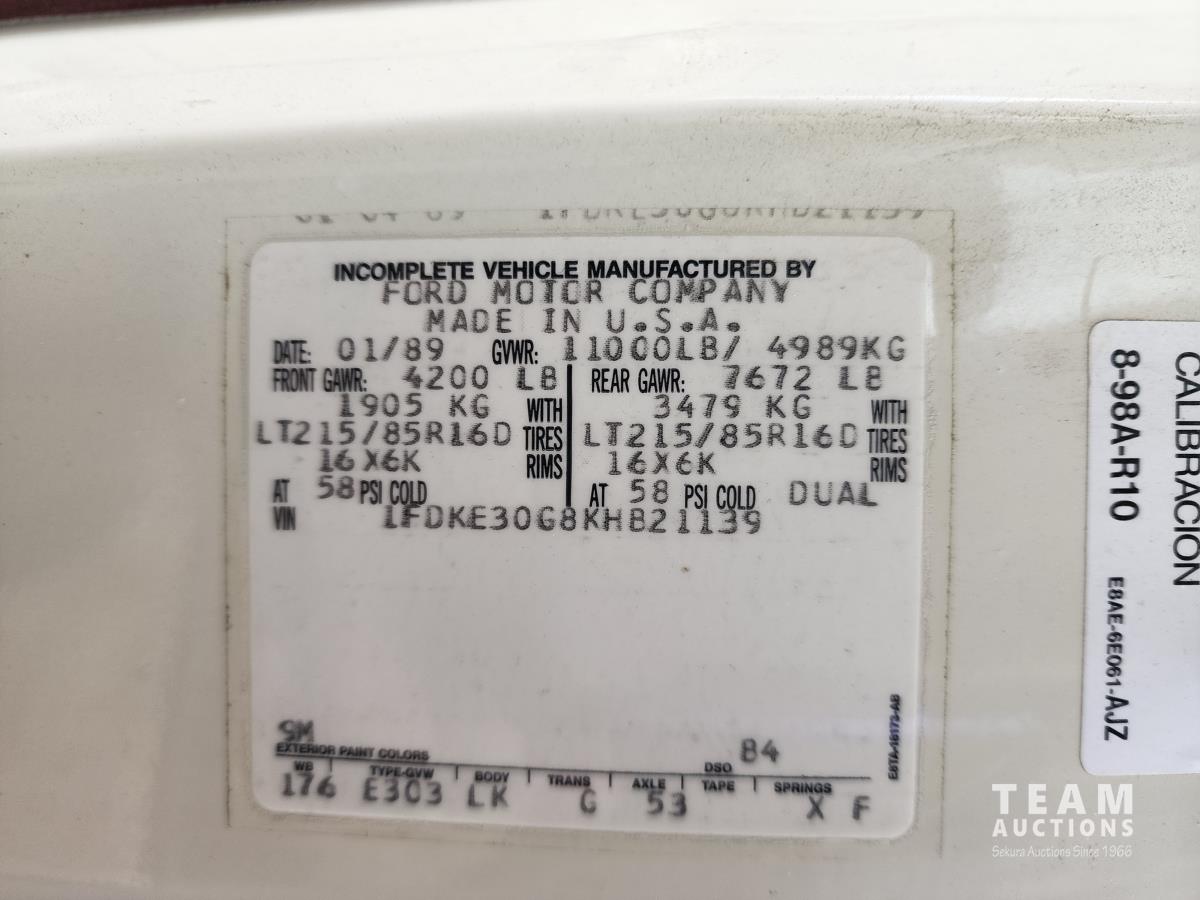 INCOMPLETE VEHICLE MANUFACTURED BY
FORD MOTOR COMPANY
MADE IN U.S.A.
DATE: 01/89 GVWR: 11000LB/ 4989KG
FRONT GAWR: 4200 LB REAR GAWR: 7672 LB
1905 KG WITH 3479 KG WITH
LT215/85R16D TIRES LT215/85R16D TIRES
16X6K RIMS 16X6K RIMS
AT 58 PSI COLD AT 58 PSI COLD DUAL
VIN 1FDKE30G8KHB21139
9M
EXTERIOR PAINT COLORS DSO 84
WB TYPE-GVW BODY TRANS AXLE TAPE SPRINGS
176 E303 LK G 53 X F
CALIBRACION
8-98A-R10 E8AE-6E061-AJZ
TEAM
AUCTIONS
Sekura Auctions Since 1966